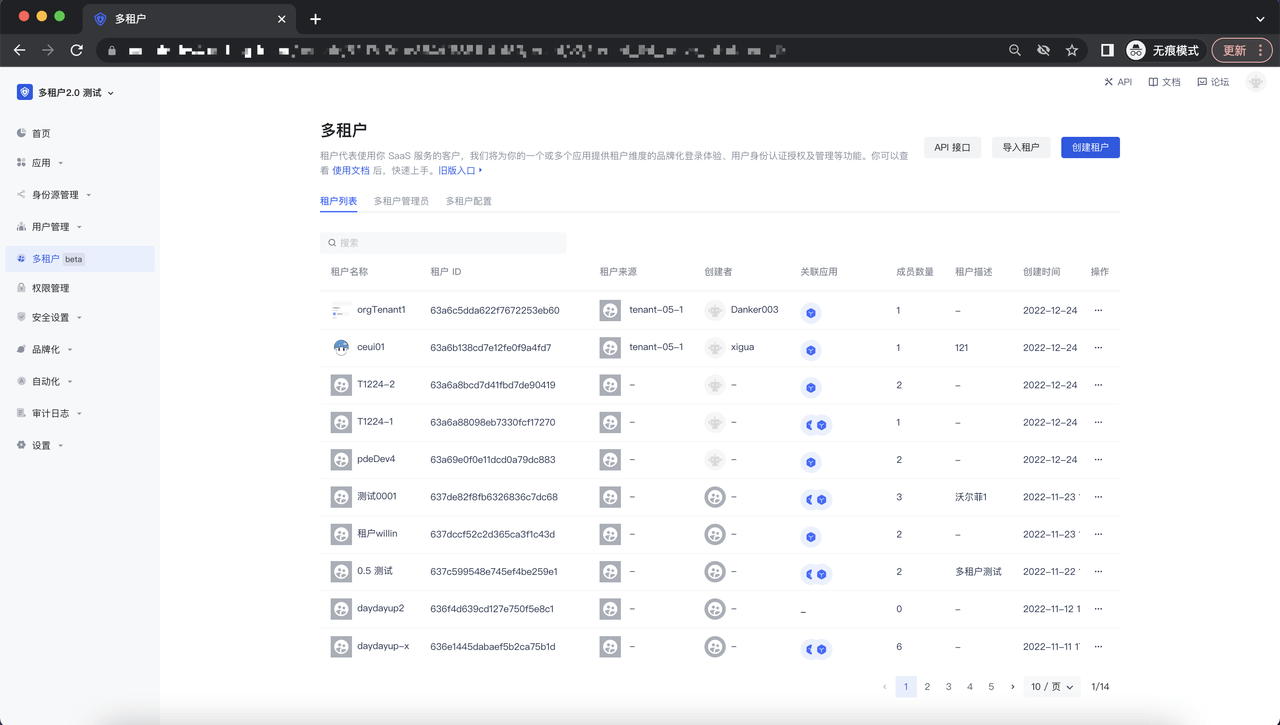 多租户
无痕模式
更新
多租户2.0 测试
API
文档
论坛
首页
应用
身份源管理
用户管理
多租户 beta
权限管理
安全设置
品牌化
自动化
审计日志
设置
多租户
租户代表使用你 SaaS 服务的客户，我们将为你的一个或多个应用提供租户维度的品牌化登录体验、用户身份认证授权及管理等功能。你可以查
看 使用文档 后，快速上手。旧版入口
API 接口
导入租户
创建租户
租户列表 多租户管理员 多租户配置
搜索
租户名称 租户 ID 租户来源 创建者 关联应用 成员数量 租户描述 创建时间 操作
orgTenant1 63a6c5dda622f7672253eb60 tenant-05-1 Danker003 1 – 2022-12-24 ···
ceui01 63a6b138cd7e12fe0f9a4fd7 tenant-05-1 xigua 1 121 2022-12-24 ···
T1224-2 63a6a8bcd7d41fbd7de90419 – – 2 – 2022-12-24 ···
T1224-1 63a6a88098eb7330fcf17270 – – 1 – 2022-12-24 ···
pdeDev4 63a69e0f0e11dcd0a79dc883 – – 2 – 2022-12-24 ···
测试0001 637de82f8fb6326836c7dc68 – – 3 沃尔菲1 2022-11-23 ···
租户willin 637dccf52c2d365ca3f1c43d – – 2 – 2022-11-23 ···
0.5 测试 637c599548e745ef4be259e1 – – 2 多租户测试 2022-11-22 ···
daydayup2 636f4d639cd127e750f5e8c1 – – – 0 – 2022-11-12 1 ···
daydayup-x 636e1445dabaef5b2ca75b1d – – 6 – 2022-11-11 ···
1 2 3 4 5 10 / 页 1/14